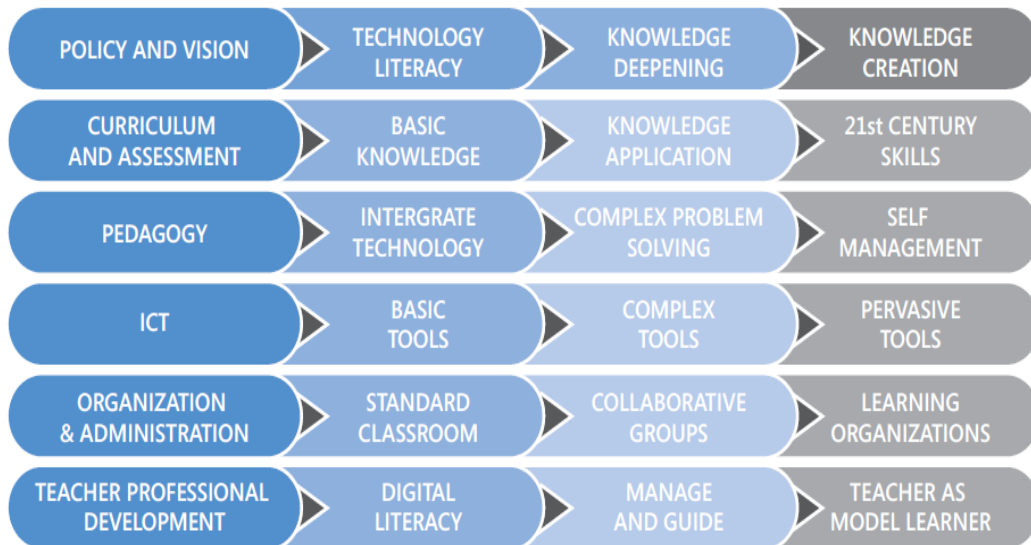 POLICY AND VISION
TECHNOLOGY
LITERACY
KNOWLEDGE
DEEPENING
KNOWLEDGE
CREATION
CURRICULUM
AND ASSESSMENT
BASIC
KNOWLEDGE
KNOWLEDGE
APPLICATION
21st CENTURY
SKILLS
PEDAGOGY
INTERGRATE
TECHNOLOGY
COMPLEX PROBLEM
SOLVING
SELF
MANAGEMENT
ICT
BASIC
TOOLS
COMPLEX
TOOLS
PERVASIVE
TOOLS
ORGANIZATION
& ADMINISTRATION
STANDARD
CLASSROOM
COLLABORATIVE
GROUPS
LEARNING
ORGANIZATIONS
TEACHER PROFESSIONAL
DEVELOPMENT
DIGITAL
LITERACY
MANAGE
AND GUIDE
TEACHER AS
MODEL LEARNER